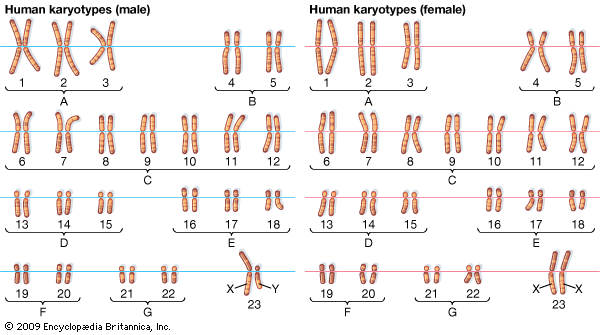 Human karyotypes (male)
1 2 3 4 5
A B
6 7 8 9 10 11 12
C
13 14 15 16 17 18
D E
X Y
19 20 21 22 23
F G
Human karyotypes (female)
1 2 3 4 5
A B
6 7 8 9 10 11 12
C
13 14 15 16 17 18
D E
X X
19 20 21 22 23
F G
© 2009 Encyclopædia Britannica, Inc.